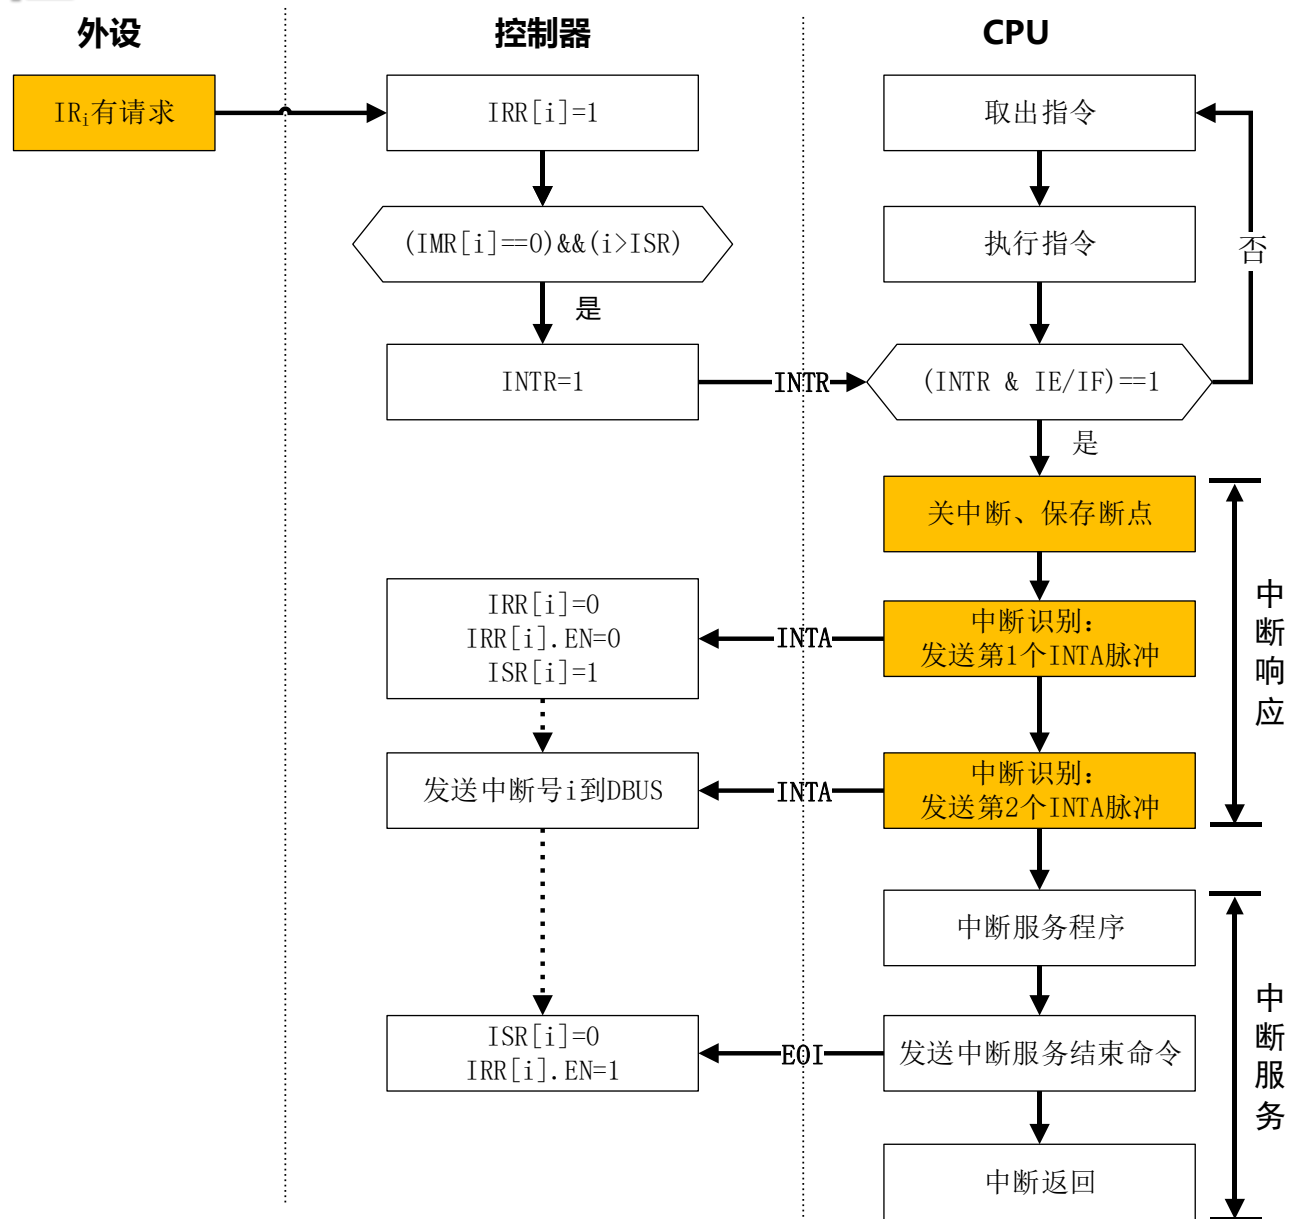 外设
控制器
CPU
IRi有请求
IRR[i]=1
取出指令
(IMR[i]==0)&&(i>ISR)
执行指令
否
是
INTR=1
INTR
(INTR & IE/IF)==1
是
关中断、保存断点
IRR[i]=0
IRR[i].EN=0
ISR[i]=1
INTA
中断识别:
发送第1个INTA脉冲
中断响应
发送中断号i到DBUS
INTA
中断识别:
发送第2个INTA脉冲
中断服务程序
ISR[i]=0
IRR[i].EN=1
EOI
发送中断服务结束命令
中断服务
中断返回